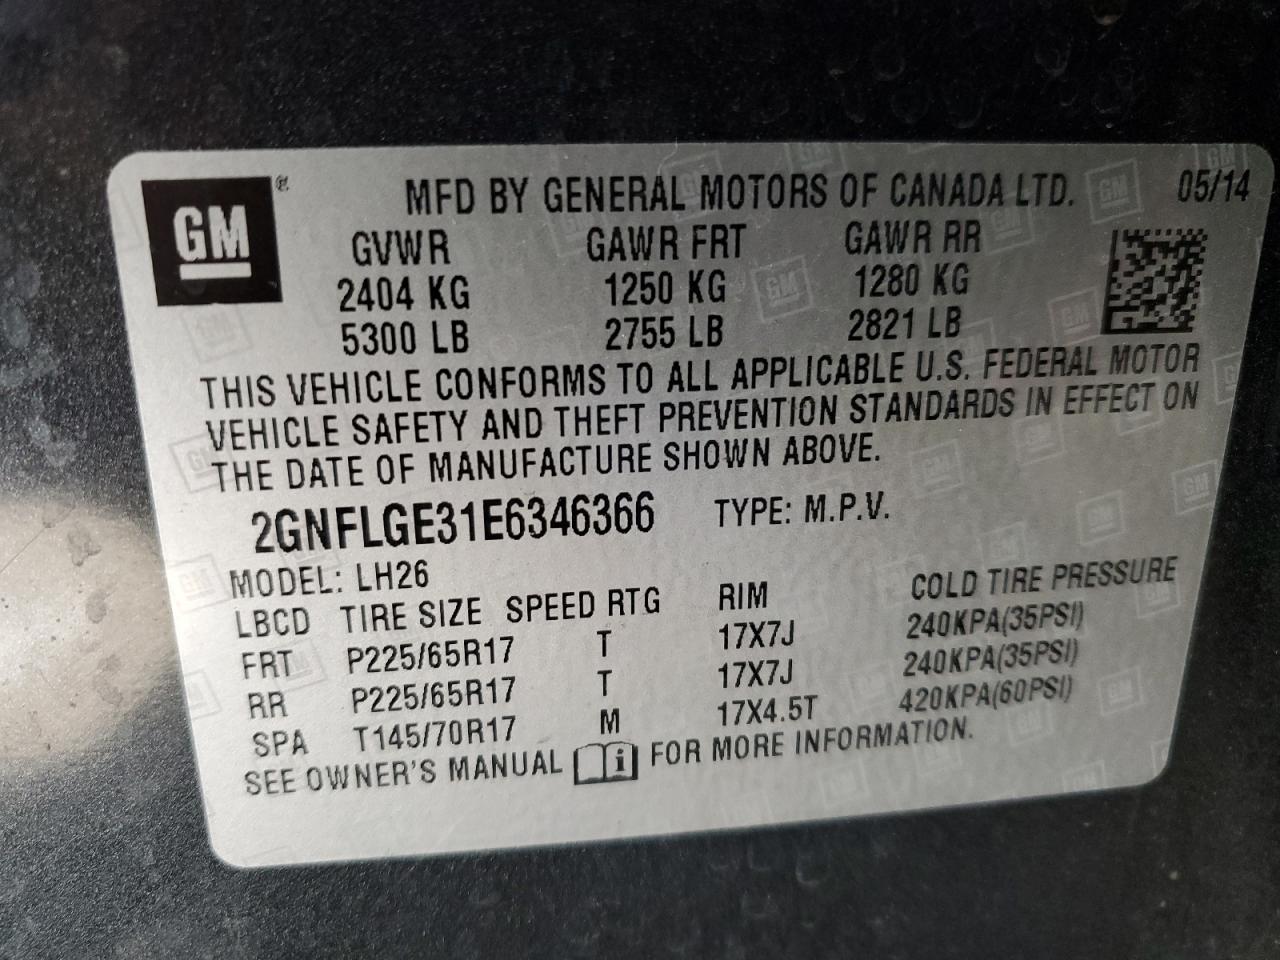 GM ® MFD BY GENERAL MOTORS OF CANADA LTD. 05/14
GVWR GAWR FRT GAWR RR
2404 KG 1250 KG 1280 KG
5300 LB 2755 LB 2821 LB
THIS VEHICLE CONFORMS TO ALL APPLICABLE U.S. FEDERAL MOTOR
VEHICLE SAFETY AND THEFT PREVENTION STANDARDS IN EFFECT ON
THE DATE OF MANUFACTURE SHOWN ABOVE.
2GNFLGE31E6346366 TYPE: M.P.V.
MODEL: LH26
LBCD TIRE SIZE SPEED RTG RIM COLD TIRE PRESSURE
FRT P225/65R17 T 17X7J 240KPA(35PSI)
RR P225/65R17 T 17X7J 240KPA(35PSI)
SPA T145/70R17 M 17X4.5T 420KPA(60PSI)
SEE OWNER'S MANUAL i FOR MORE INFORMATION.